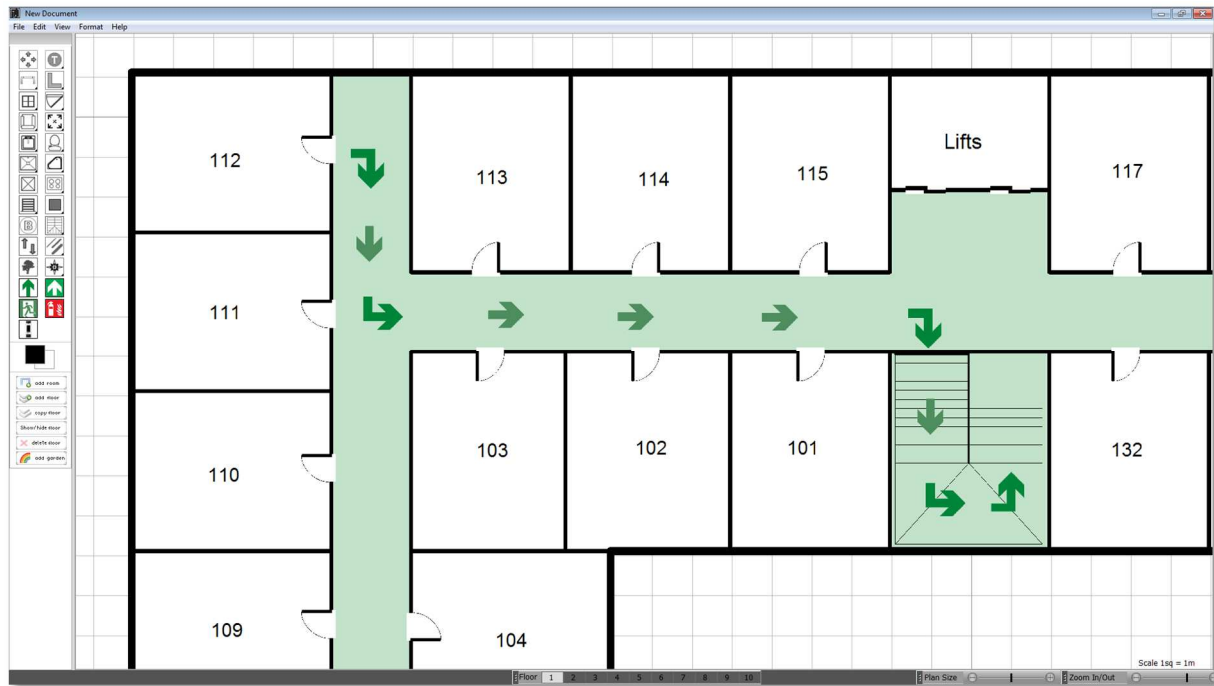 New Document
File Edit View Format Help
T
B
add room
add door
copy floor
Show/hide floor
delete floor
add garden
112
113
114
115
Lifts
117
111
110
103
102
101
132
109
104
Scale 1sq = 1m
Floor 1 2 3 4 5 6 7 8 9 10
Plan Size
Zoom In/Out